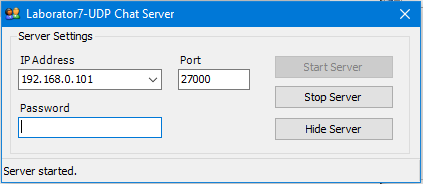 Laborator7-UDP Chat Server
Server Settings
IP Address
Port
192.168.0.101
27000
Start Server
Stop Server
Password
Hide Server
Server started.